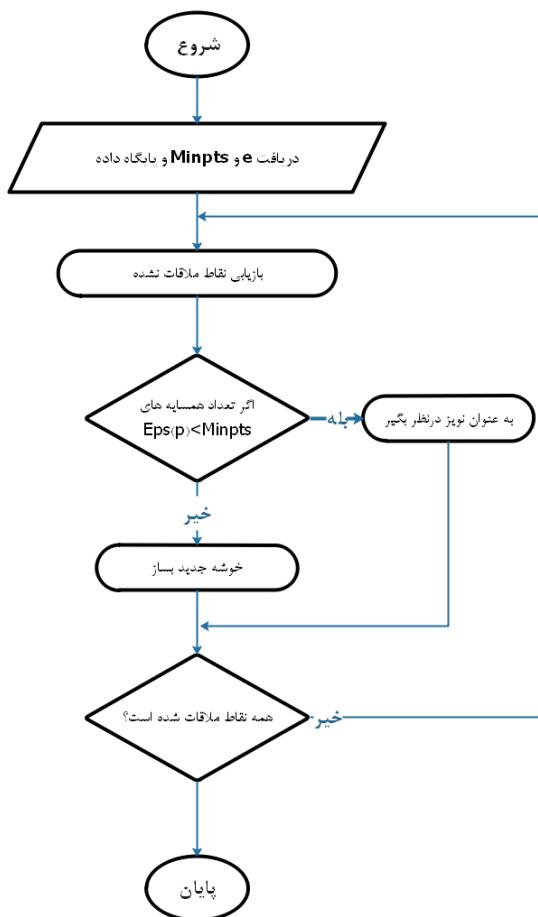 شروع
دریافت e و Minpts و پایگاه داده
بازیابی نقاط ملاقات نشده
اگر تعداد همسایه های
Eps(p)<Minpts
بله
به عنوان نویز درنظر بگیر
خیر
خوشه جدید بساز
همه نقاط ملاقات شده است؟
خیر
پایان